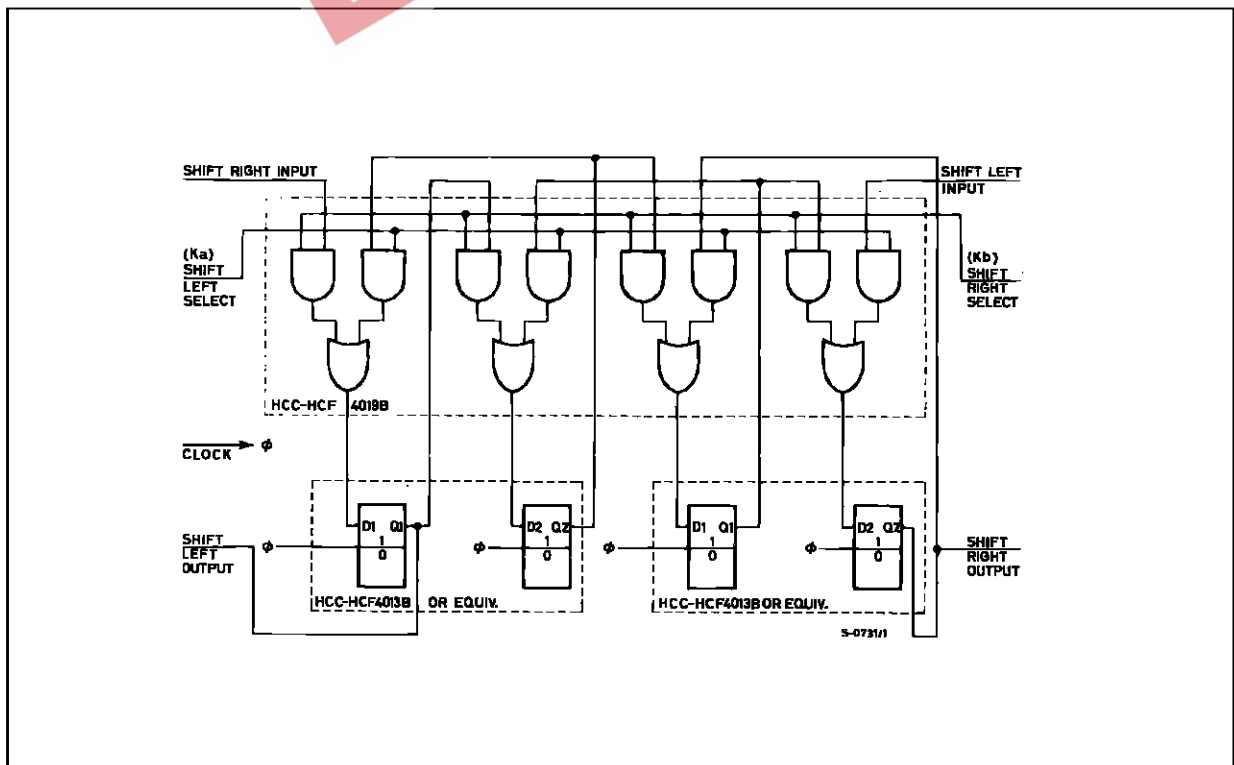 SHIFT RIGHT INPUT
SHIFT LEFT
INPUT
(Ka)
SHIFT
LEFT
SELECT
(Kb)
SHIFT
RIGHT
SELECT
HCC-HCF 4019B
CLOCK ϕ
D1 Q1
1
0
D2 Q2
1
0
D1 Q1
1
0
D2 Q2
1
0
ϕ
ϕ
ϕ
ϕ
SHIFT
LEFT
OUTPUT
SHIFT
RIGHT
OUTPUT
HCC-HCF4013B OR EQUIV.
HCC-HCF4013B OR EQUIV.
S-0731/1